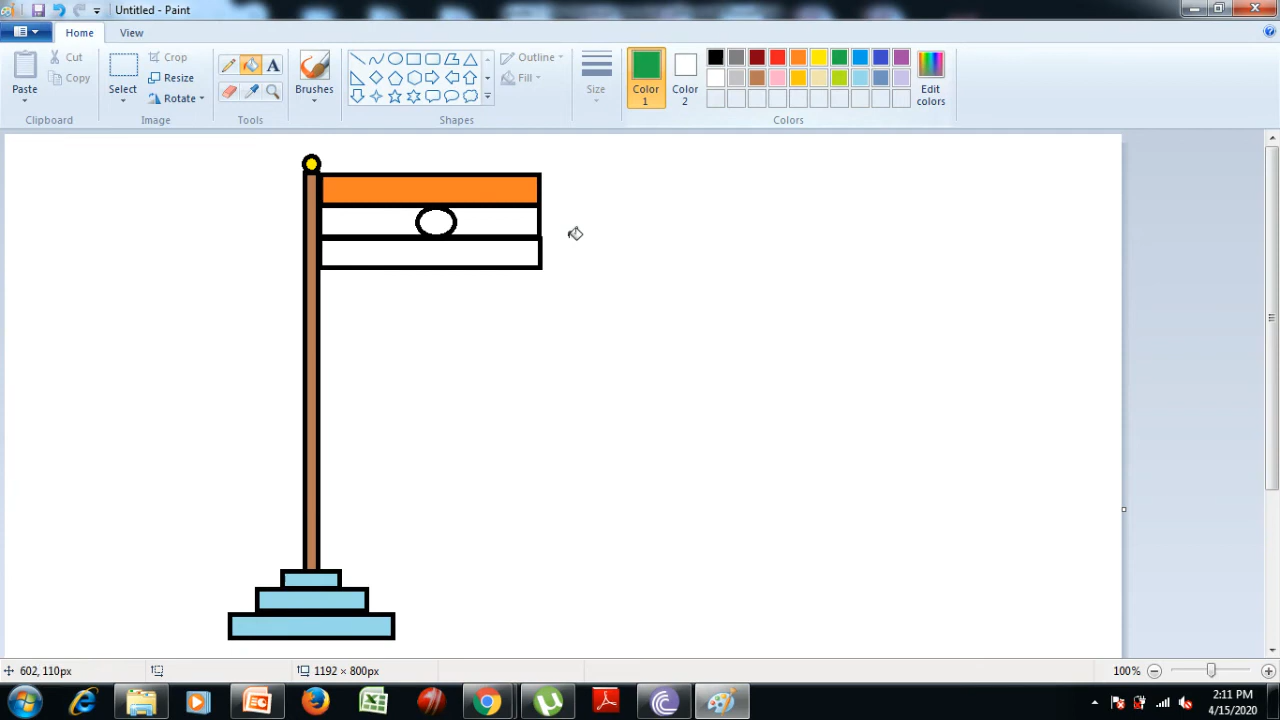 Untitled - Paint
Home
View
Paste
Cut
Copy
Clipboard
Select
Crop
Resize
Rotate
Image
Tools
Brushes
Outline
Fill
Shapes
Size
Color 1
Color 2
Edit colors
Colors
602, 110px
1192 × 800px
100%
2:11 PM
4/15/2020